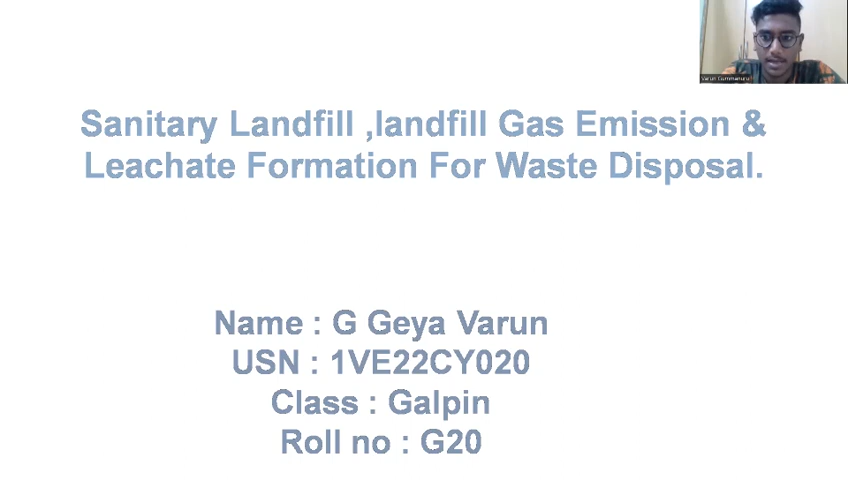 Sanitary Landfill ,landfill Gas Emission &
Leachate Formation For Waste Disposal.
Name : G Geya Varun
USN : 1VE22CY020
Class : Galpin
Roll no : G20